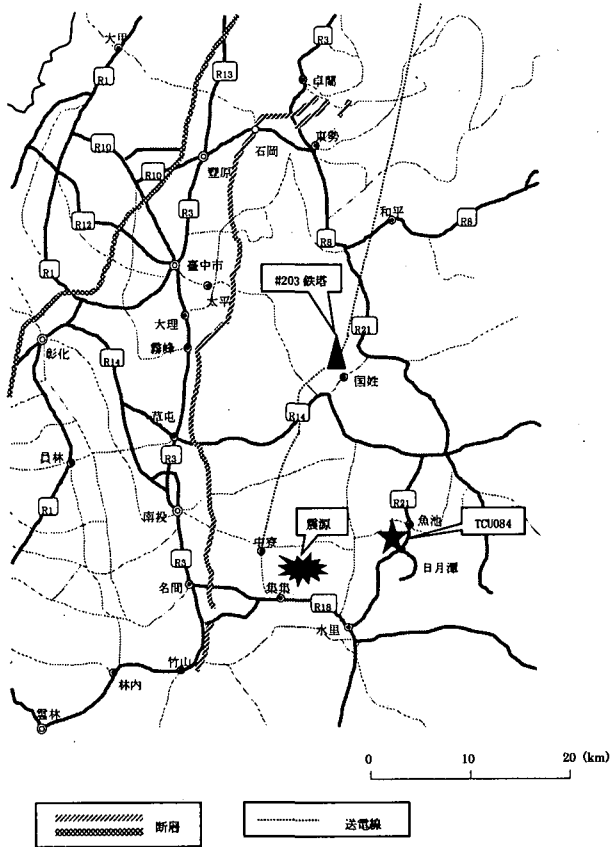 大甲
R3
R1
R13
卓蘭
R10
石岡
東勢
R10
豐原
R12
R3
和平
R8
R8
臺中市
#203 鉄塔
R1
太平
大理
R21
彰化
霧峰
R14
国姓
R14
草屯
員林
R3
R21
R1
南投
震源
魚池
TCU084
中寮
R3
日月潭
名間
集集
R18
水里
竹山
林内
雲林
0 10 20 (km)
断層 送電線